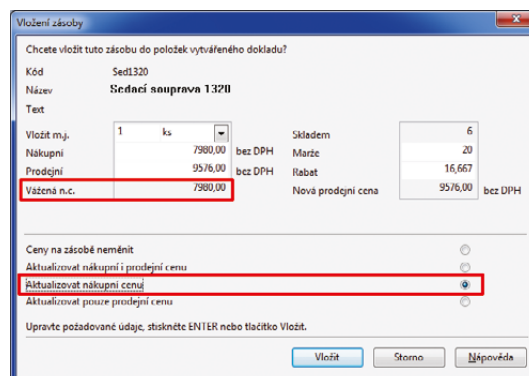 Vložení zásoby
Chcete vložit tuto zásobu do položek vytvářeného dokladu?
Kód Sed1320
Název Sedací souprava 1320
Text
Vložit m.j. 1 ks Skladem 6
Nákupní 7980,00 bez DPH Marže 20
Prodejní 9576,00 bez DPH Rabat 16,667
Vážená n.c. 7980,00 Nová prodejní cena 9576,00 bez DPH
Ceny na zásobě neměnit
Aktualizovat nákupní i prodejní cenu
Aktualizovat nákupní cenu
Aktualizovat pouze prodejní cenu
Upravte požadované údaje, stiskněte ENTER nebo tlačítko Vložit.
Vložit Storno Nápověda